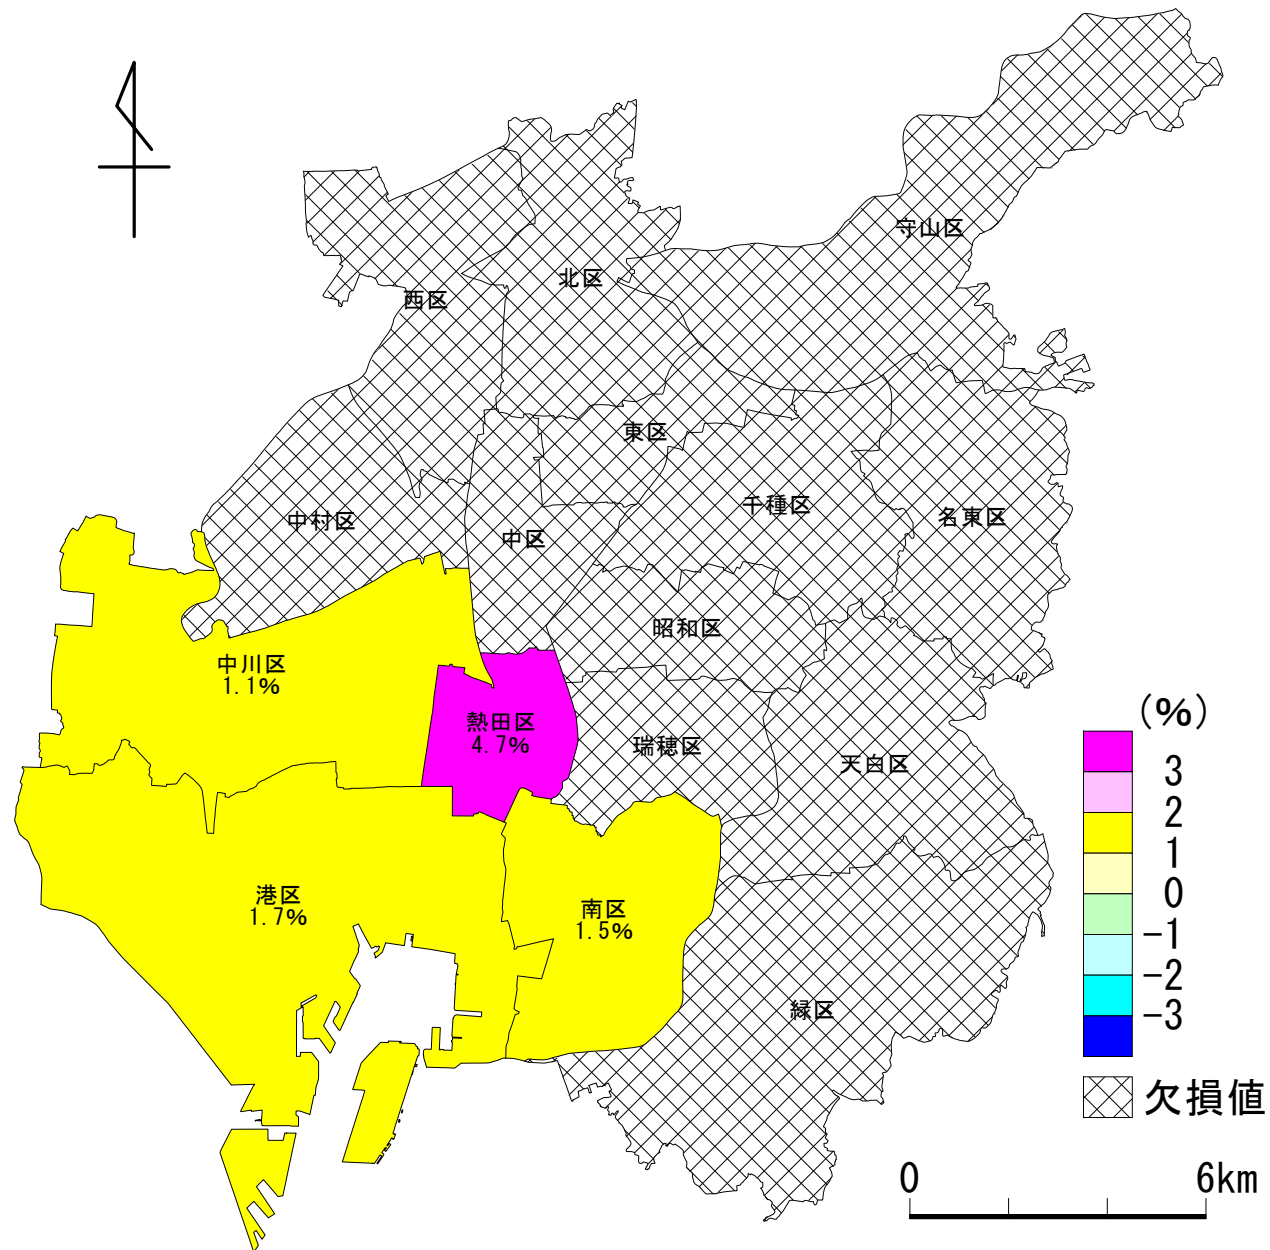 守山区
北区
西区
東区
千種区
名東区
中村区
中区
昭和区
中川区
1.1%
熱田区
4.7%
瑞穂区
天白区
港区
1.7%
南区
1.5%
緑区
(%)
3
2
1
0
-1
-2
-3
欠損値
0 6km